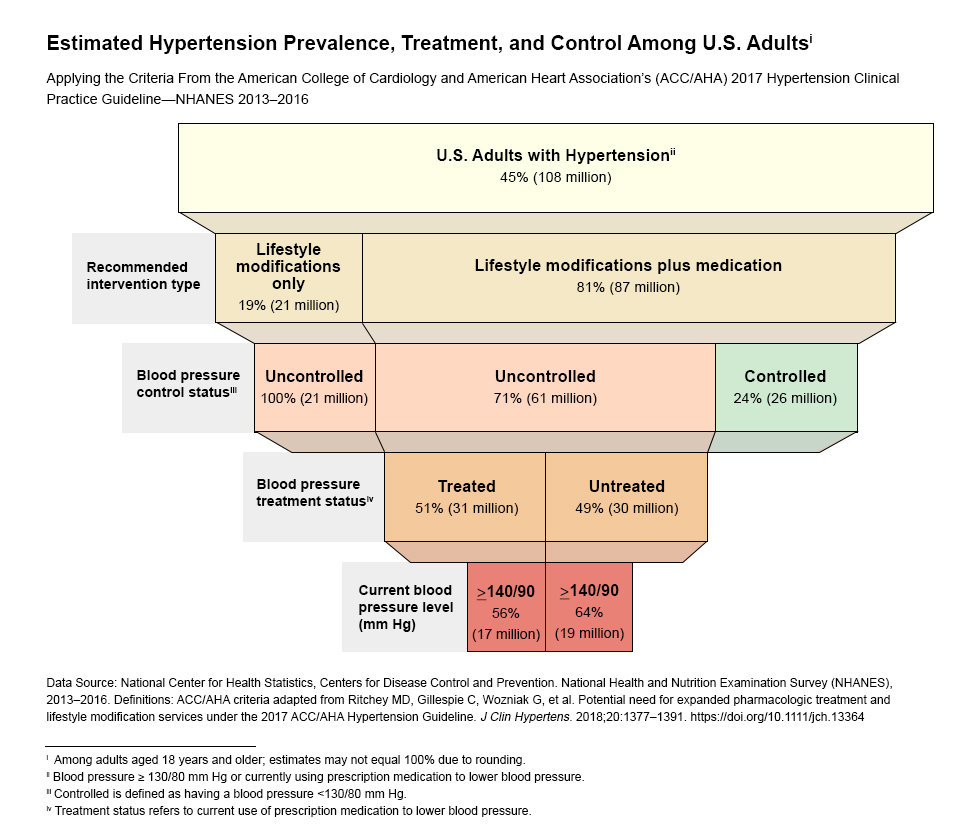 Estimated Hypertension Prevalence, Treatment, and Control Among U.S. Adultsⁱ
Applying the Criteria From the American College of Cardiology and American Heart Association's (ACC/AHA) 2017 Hypertension Clinical
Practice Guideline—NHANES 2013–2016
U.S. Adults with Hypertensionⁱⁱ
45% (108 million)
Recommended
intervention type
Lifestyle
modifications
only
19% (21 million)
Lifestyle modifications plus medication
81% (87 million)
Blood pressure
control statusⁱⁱⁱ
Uncontrolled
100% (21 million)
Uncontrolled
71% (61 million)
Controlled
24% (26 million)
Blood pressure
treatment statusⁱᵛ
Treated
51% (31 million)
Untreated
49% (30 million)
Current blood
pressure level
(mm Hg)
≥140/90
56%
(17 million)
≥140/90
64%
(19 million)
Data Source: National Center for Health Statistics, Centers for Disease Control and Prevention. National Health and Nutrition Examination Survey (NHANES),
2013–2016. Definitions: ACC/AHA criteria adapted from Ritchey MD, Gillespie C, Wozniak G, et al. Potential need for expanded pharmacologic treatment and
lifestyle modification services under the 2017 ACC/AHA Hypertension Guideline. J Clin Hypertens. 2018;20:1377–1391. https://doi.org/10.1111/jch.13364
ⁱ Among adults aged 18 years and older; estimates may not equal 100% due to rounding.
ⁱⁱ Blood pressure ≥ 130/80 mm Hg or currently using prescription medication to lower blood pressure.
ⁱⁱⁱ Controlled is defined as having a blood pressure <130/80 mm Hg.
ⁱᵛ Treatment status refers to current use of prescription medication to lower blood pressure.